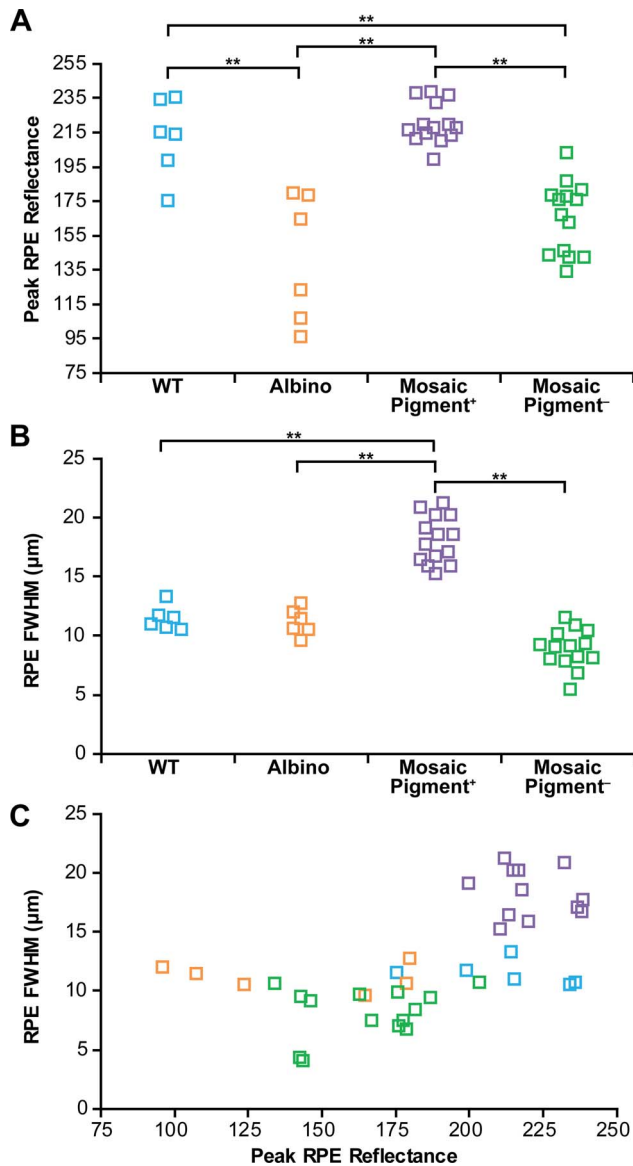 A
**
**
**
**
255
235
215
195
175
155
135
115
95
75
Peak RPE Reflectance
WT
Albino
Mosaic Pigment⁺
Mosaic Pigment⁻
B
**
**
**
25
20
15
10
5
0
RPE FWHM (µm)
WT
Albino
Mosaic Pigment⁺
Mosaic Pigment⁻
C
25
20
15
10
5
0
RPE FWHM (µm)
75 100 125 150 175 200 225 250
Peak RPE Reflectance